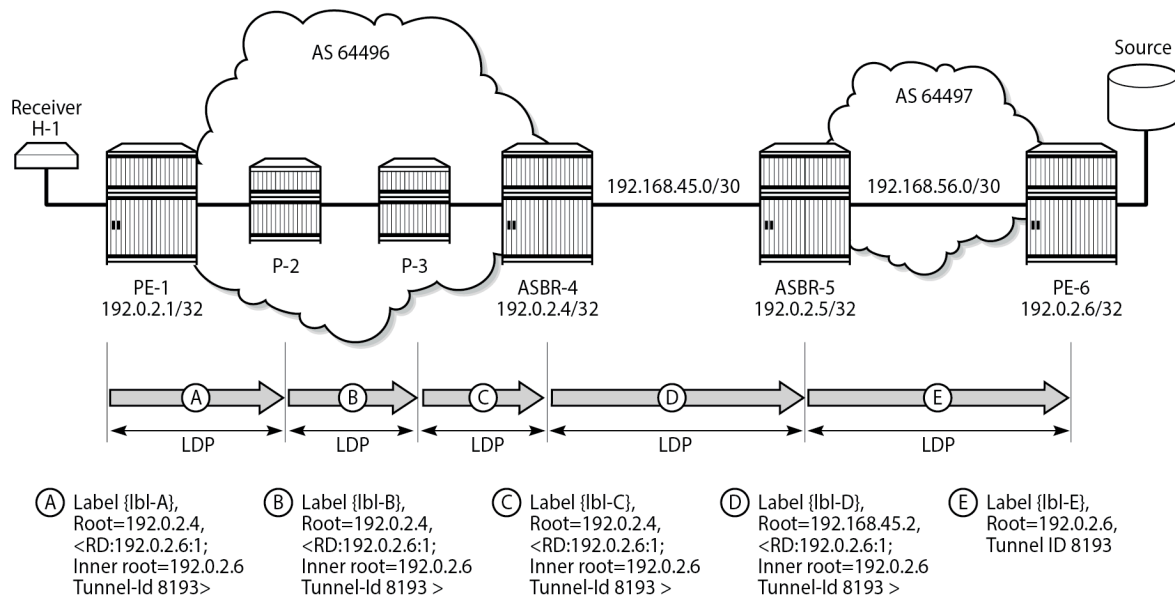 AS 64496
Source
AS 64497
Receiver
H-1
192.168.45.0/30
192.168.56.0/30
PE-1
192.0.2.1/32
P-2
P-3
ASBR-4
192.0.2.4/32
ASBR-5
192.0.2.5/32
PE-6
192.0.2.6/32
A
B
C
D
E
LDP
LDP
LDP
LDP
LDP
A Label {lbl-A},
Root=192.0.2.4,
<RD:192.0.2.6:1;
Inner root=192.0.2.6
Tunnel-Id 8193>
B Label {lbl-B},
Root=192.0.2.4,
<RD:192.0.2.6:1;
Inner root=192.0.2.6
Tunnel-Id 8193 >
C Label {lbl-C},
Root=192.0.2.4,
<RD:192.0.2.6:1;
Inner root=192.0.2.6
Tunnel-Id 8193 >
D Label {lbl-D},
Root=192.168.45.2,
<RD:192.0.2.6:1;
Inner root=192.0.2.6
Tunnel-Id 8193 >
E Label {lbl-E},
Root=192.0.2.6,
Tunnel ID 8193